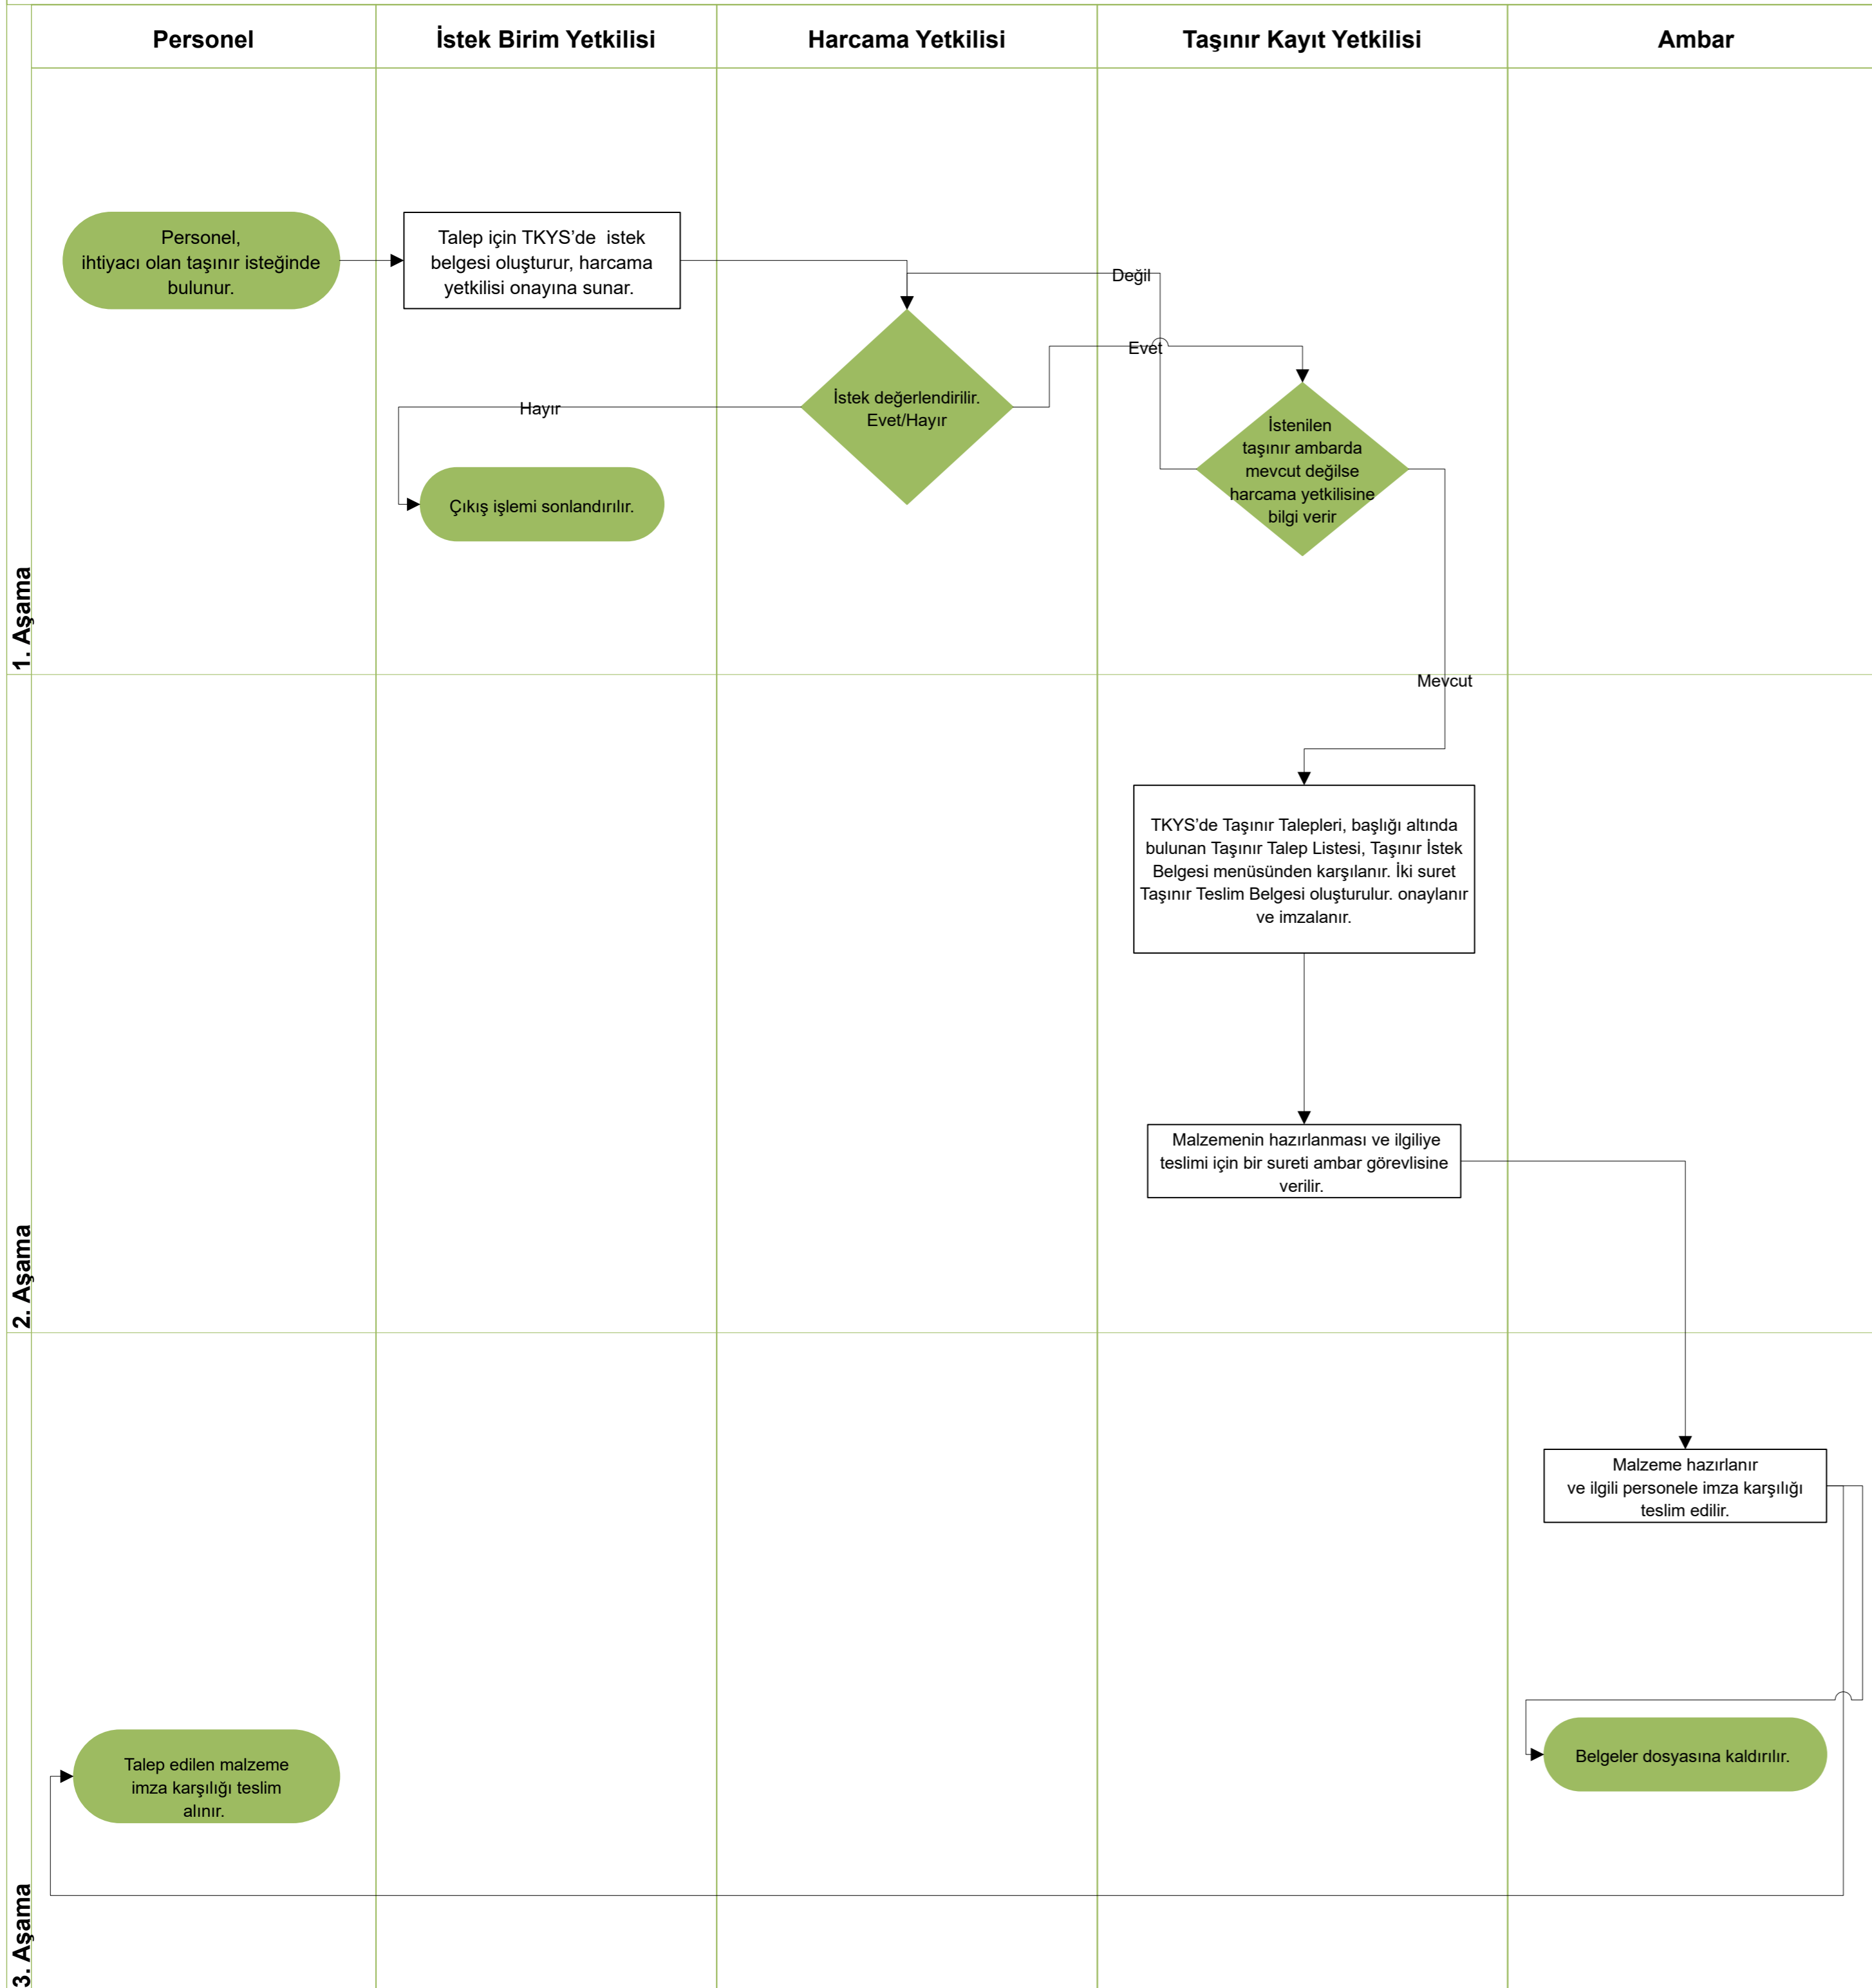 Personel
İstek Birim Yetkilisi
Harcama Yetkilisi
Taşınır Kayıt Yetkilisi
Ambar
1. Aşama
Personel,
ihtiyacı olan taşınır isteğinde
bulunur.
Talep için TKYS’de  istek
belgesi oluşturur, harcama
yetkilisi onayına sunar.
Değil
Evet
İstek değerlendirilir.
Evet/Hayır
Hayır
Çıkış işlemi sonlandırılır.
İstenilen
taşınır ambarda
mevcut değilse
harcama yetkilisine
bilgi verir
Mevcut
2. Aşama
TKYS’de Taşınır Talepleri, başlığı altında
bulunan Taşınır Talep Listesi, Taşınır İstek
Belgesi menüsünden karşılanır. İki suret
Taşınır Teslim Belgesi oluşturulur. onaylanır
ve imzalanır.
Malzemenin hazırlanması ve ilgiliye
teslimi için bir sureti ambar görevlisine
verilir.
3. Aşama
Malzeme hazırlanır
ve ilgili personele imza karşılığı
teslim edilir.
Belgeler dosyasına kaldırılır.
Talep edilen malzeme
imza karşılığı teslim
alınır.